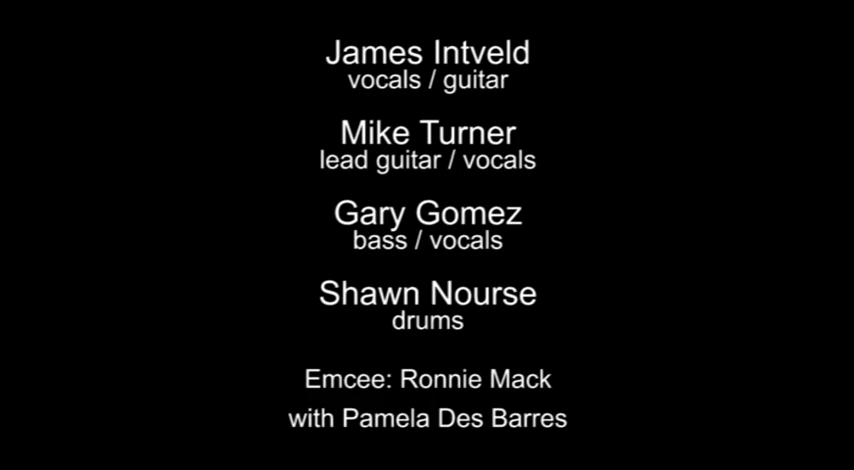 James Intveld
vocals / guitar
Mike Turner
lead guitar / vocals
Gary Gomez
bass / vocals
Shawn Nourse
drums
Emcee: Ronnie Mack
with Pamela Des Barres